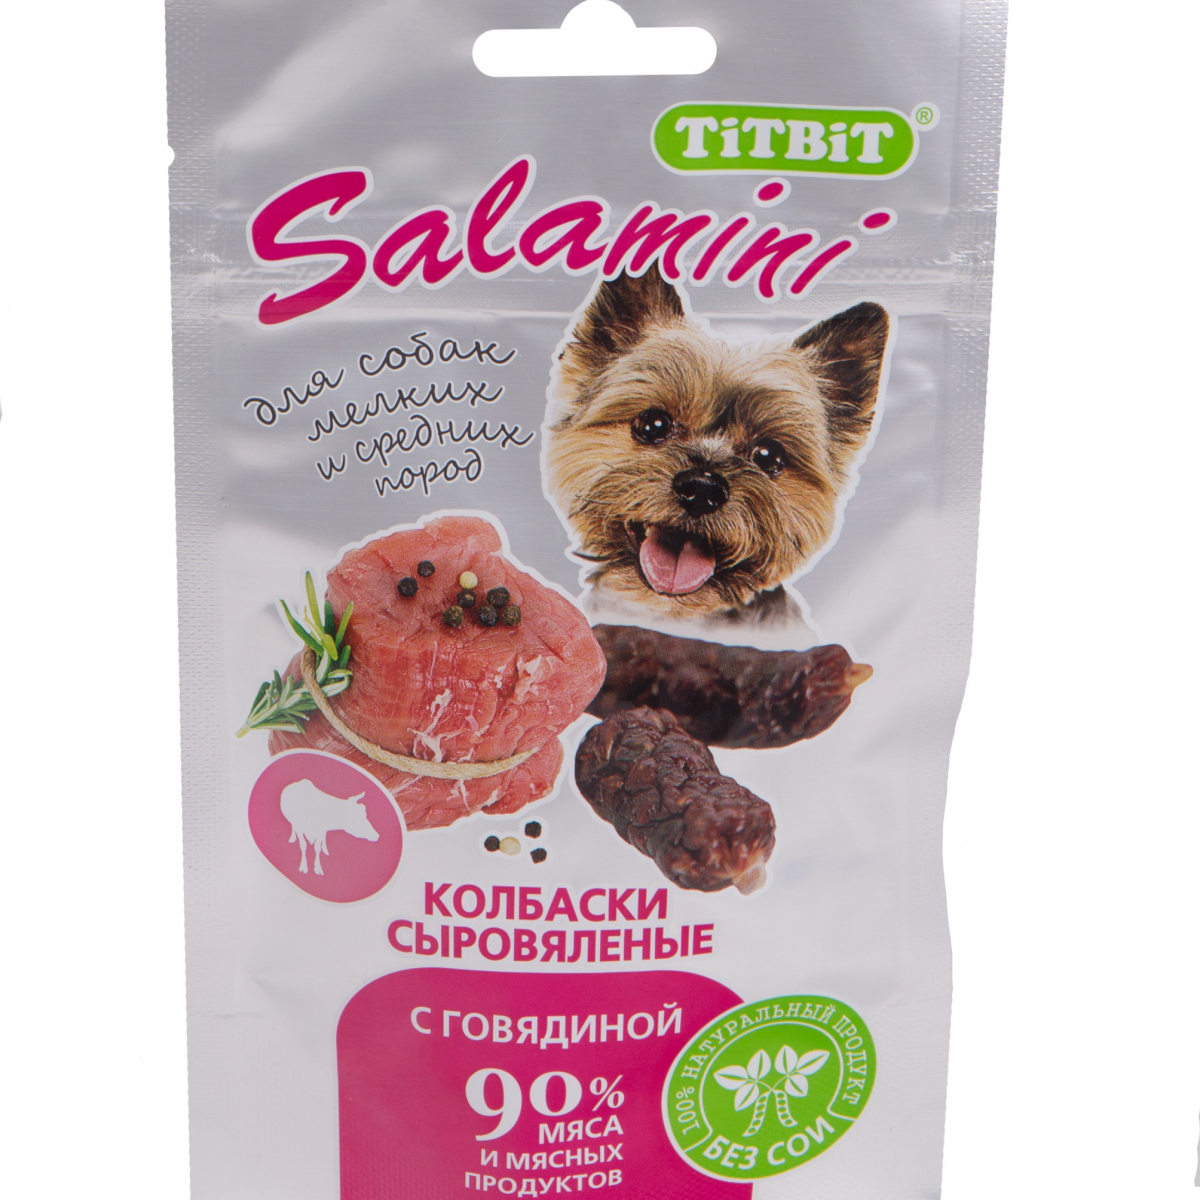 TiTBiT®
Salamini
для собак
мелких
и средних
пород
КОЛБАСКИ
СЫРОВЯЛЕНЫЕ
С ГОВЯДИНОЙ
90%
МЯСА
И МЯСНЫХ
ПРОДУКТОВ
100% НАТУРАЛЬНЫЙ ПРОДУКТ
БЕЗ СОИ